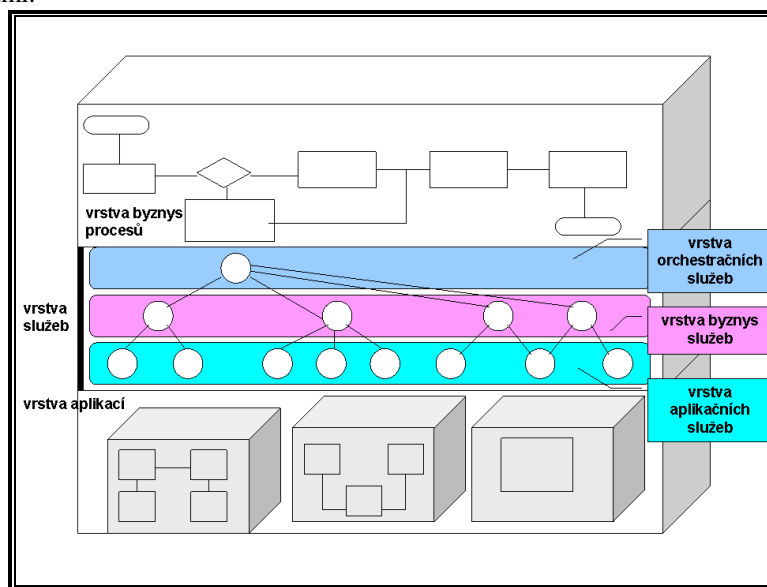 vrstva byznys
procesů
vrstva
orchestračních
služeb
vrstva
služeb
vrstva byznys
služeb
vrstva aplikací
vrstva
aplikačních
služeb